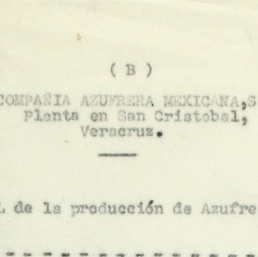 ( B )
COMPAÑIA AZUFRERA MEXICANA,S
Planta en San Cristobal,
Veracruz.
L de la producción de Azufre